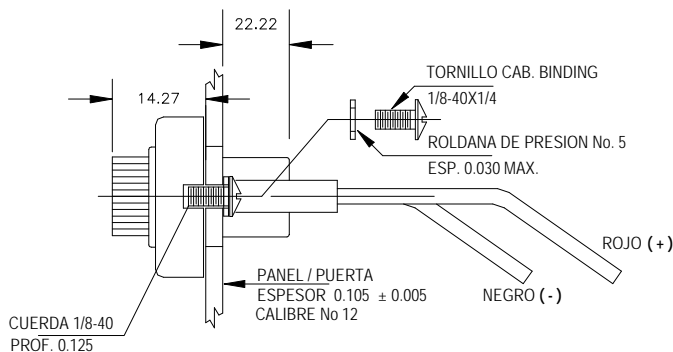 22.22
14.27
TORNILLO CAB. BINDING
1/8-40X1/4
ROLDANA DE PRESION No. 5
ESP. 0.030 MAX.
ROJO (+)
NEGRO (-)
PANEL / PUERTA
ESPESOR 0.105 ± 0.005
CALIBRE No 12
CUERDA 1/8-40
PROF. 0.125